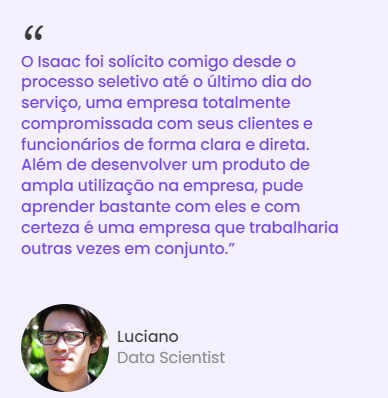 “
O Isaac foi solícito comigo desde o
processo seletivo até o último dia do
serviço, uma empresa totalmente
compromissada com seus clientes e
funcionários de forma clara e direta.
Além de desenvolver um produto de
ampla utilização na empresa, pude
aprender bastante com eles e com
certeza é uma empresa que trabalharia
outras vezes em conjunto.”
Luciano
Data Scientist